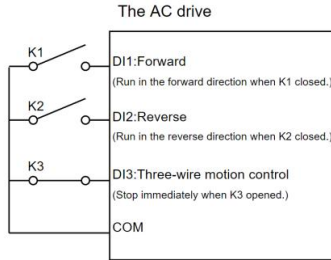 The AC drive
K1
DI1:Forward
(Run in the forward direction when K1 closed.)
K2
DI2:Reverse
(Run in the reverse direction when K2 closed.)
K3
DI3:Three-wire motion control
(Stop immediately when K3 opened.)
COM